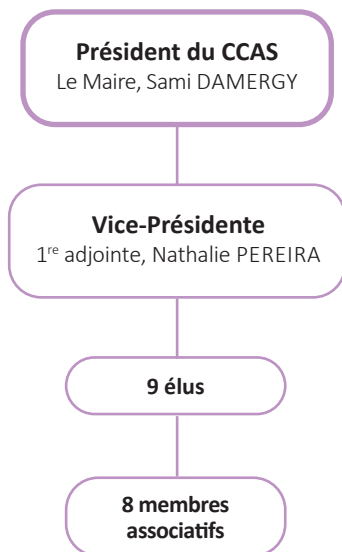 Président du CCAS
Le Maire, Sami DAMERGY
Vice-Présidente
1re adjointe, Nathalie PEREIRA
9 élus
8 membres
associatifs